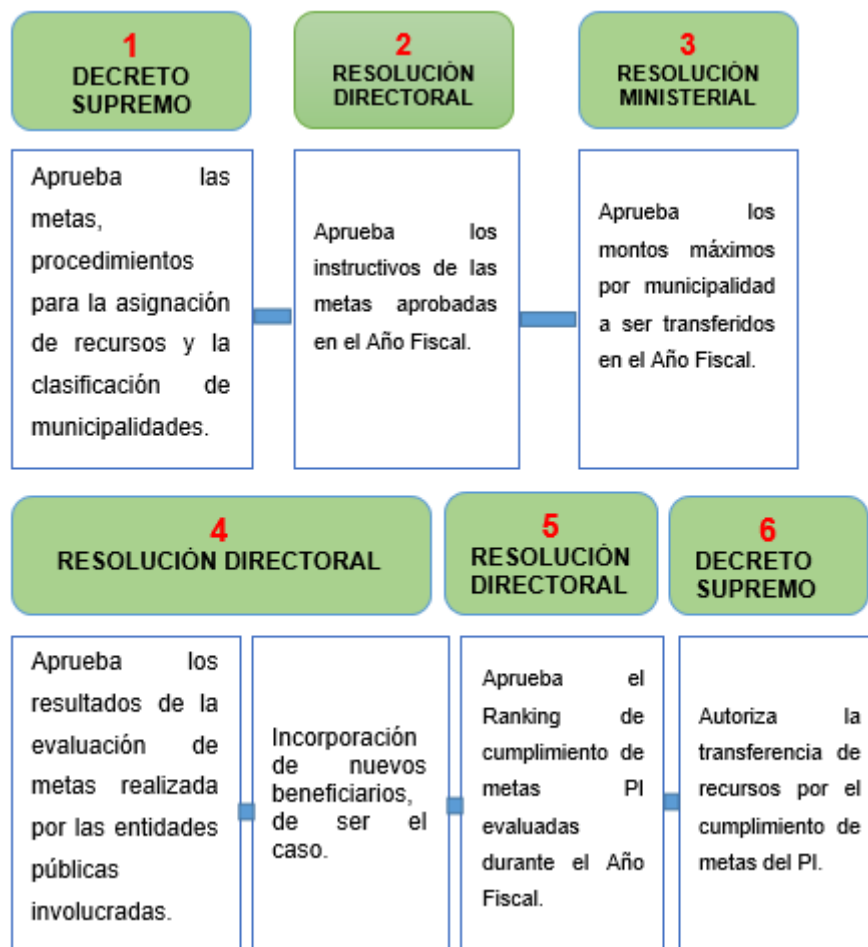 1
DECRETO
SUPREMO
Aprueba las
metas,
procedimientos
para la asignación
de recursos y la
clasificación de
municipalidades.
2
RESOLUCIÓN
DIRECTORAL
Aprueba los
instructivos de las
metas aprobadas
en el Año Fiscal.
3
RESOLUCIÓN
MINISTERIAL
Aprueba los
montos máximos
por municipalidad
a ser transferidos
en el Año Fiscal.
4
RESOLUCIÓN DIRECTORAL
Aprueba los
resultados de la
evaluación de
metas realizada
por las entidades
públicas
involucradas.
Incorporación
de nuevos
beneficiarios,
de ser el
caso.
5
RESOLUCIÓN
DIRECTORAL
Aprueba el
Ranking de
cumplimiento de
metas PI
evaluadas
durante el Año
Fiscal.
6
DECRETO
SUPREMO
Autoriza la
transferencia de
recursos por el
cumplimiento de
metas del PI.